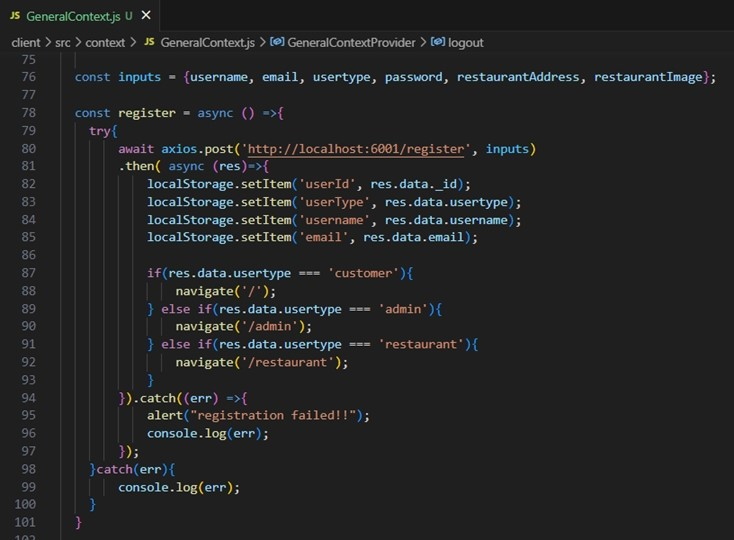 JS GeneralContext.js U X
client > src > context > JS GeneralContext.js > GeneralContextProvider > logout
75
76 const inputs = {username, email, usertype, password, restaurantAddress, restaurantImage};
77
78 const register = async () =>{
79 try{
80 await axios.post('http://localhost:6001/register', inputs)
81 .then( async (res)=>{
82 localStorage.setItem('userId', res.data._id);
83 localStorage.setItem('userType', res.data.usertype);
84 localStorage.setItem('username', res.data.username);
85 localStorage.setItem('email', res.data.email);
86
87 if(res.data.usertype === 'customer'){
88 navigate('/');
89 } else if(res.data.usertype === 'admin'){
90 navigate('/admin');
91 } else if(res.data.usertype === 'restaurant'){
92 navigate('/restaurant');
93 }
94 }).catch((err) =>{
95 alert("registration failed!!");
96 console.log(err);
97 });
98 }catch(err){
99 console.log(err);
100 }
101 }